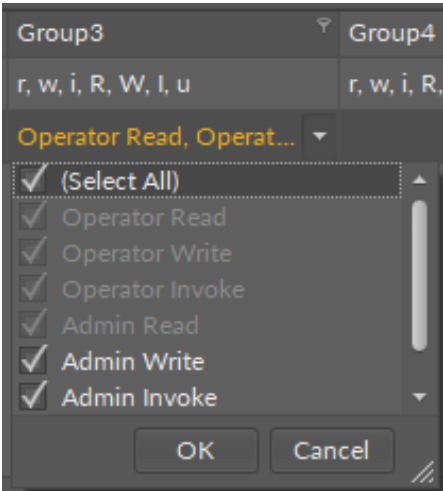 Group3 Group4
r, w, i, R, W, I, u r, w, i, R,
Operator Read, Operat...
(Select All)
Operator Read
Operator Write
Operator Invoke
Admin Read
Admin Write
Admin Invoke
OK Cancel